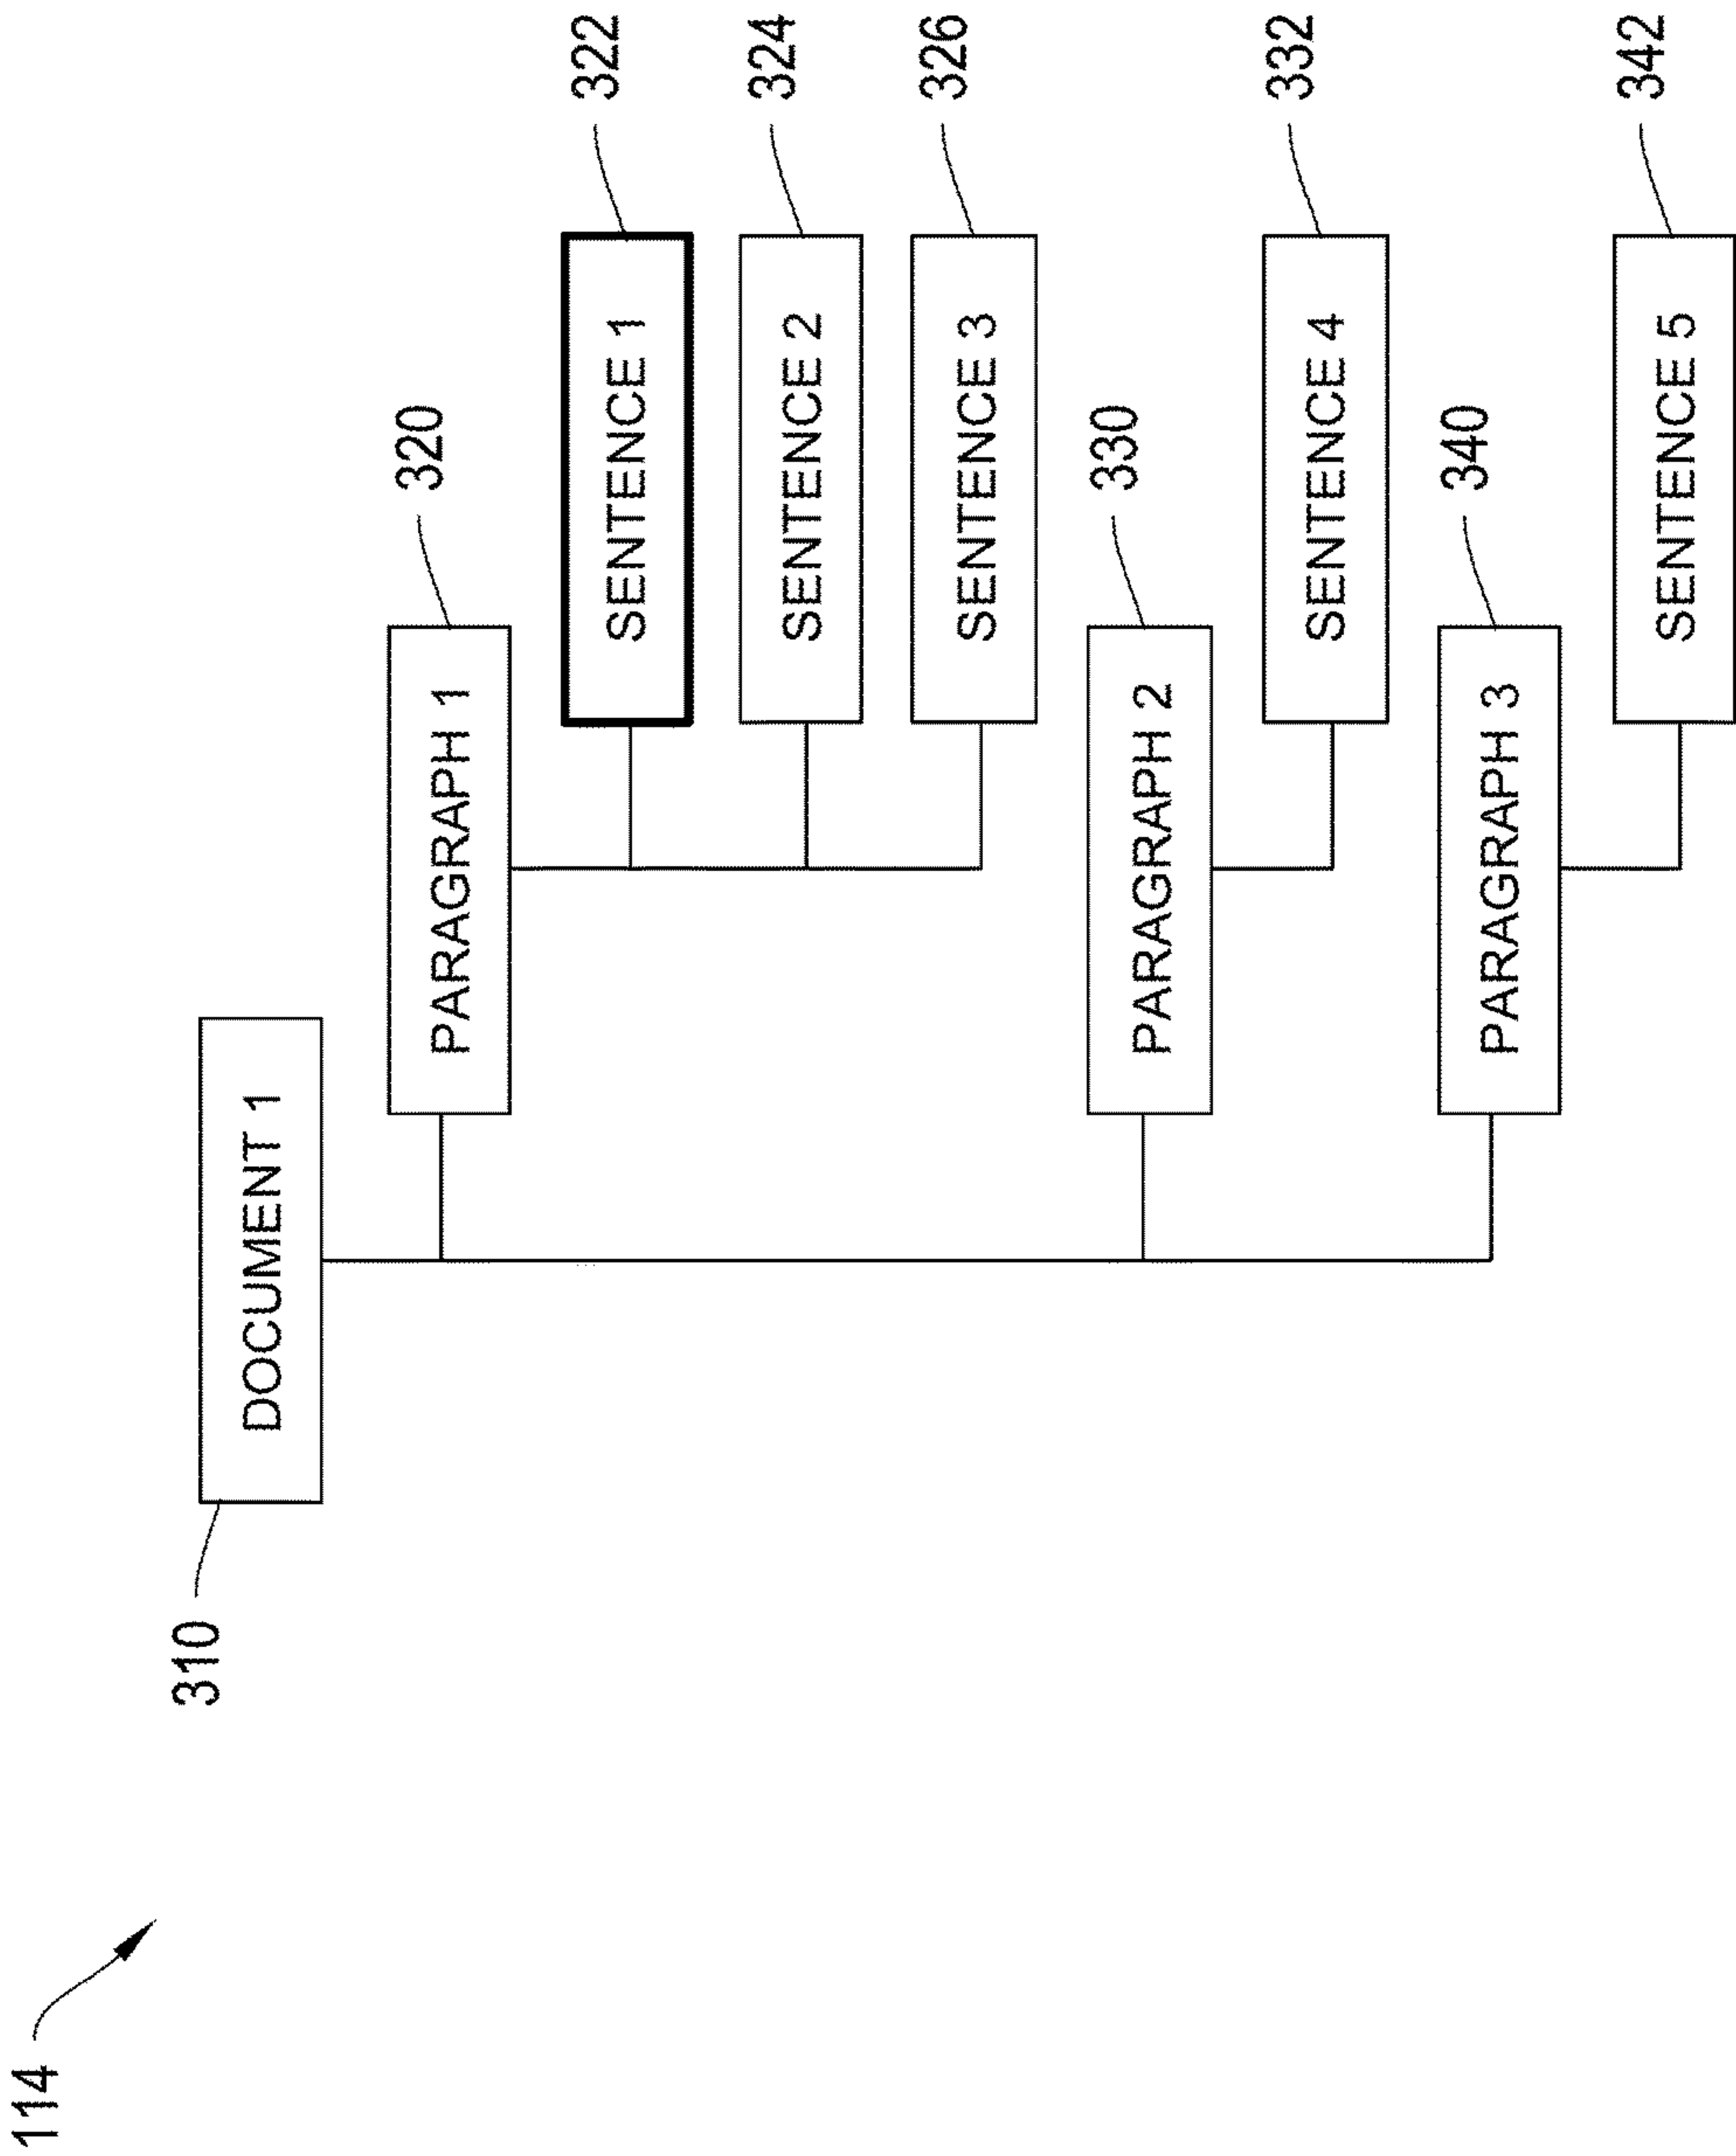 114
310
DOCUMENT 1
320
PARAGRAPH 1
322
SENTENCE 1
324
SENTENCE 2
326
SENTENCE 3
330
PARAGRAPH 2
332
SENTENCE 4
340
PARAGRAPH 3
342
SENTENCE 5